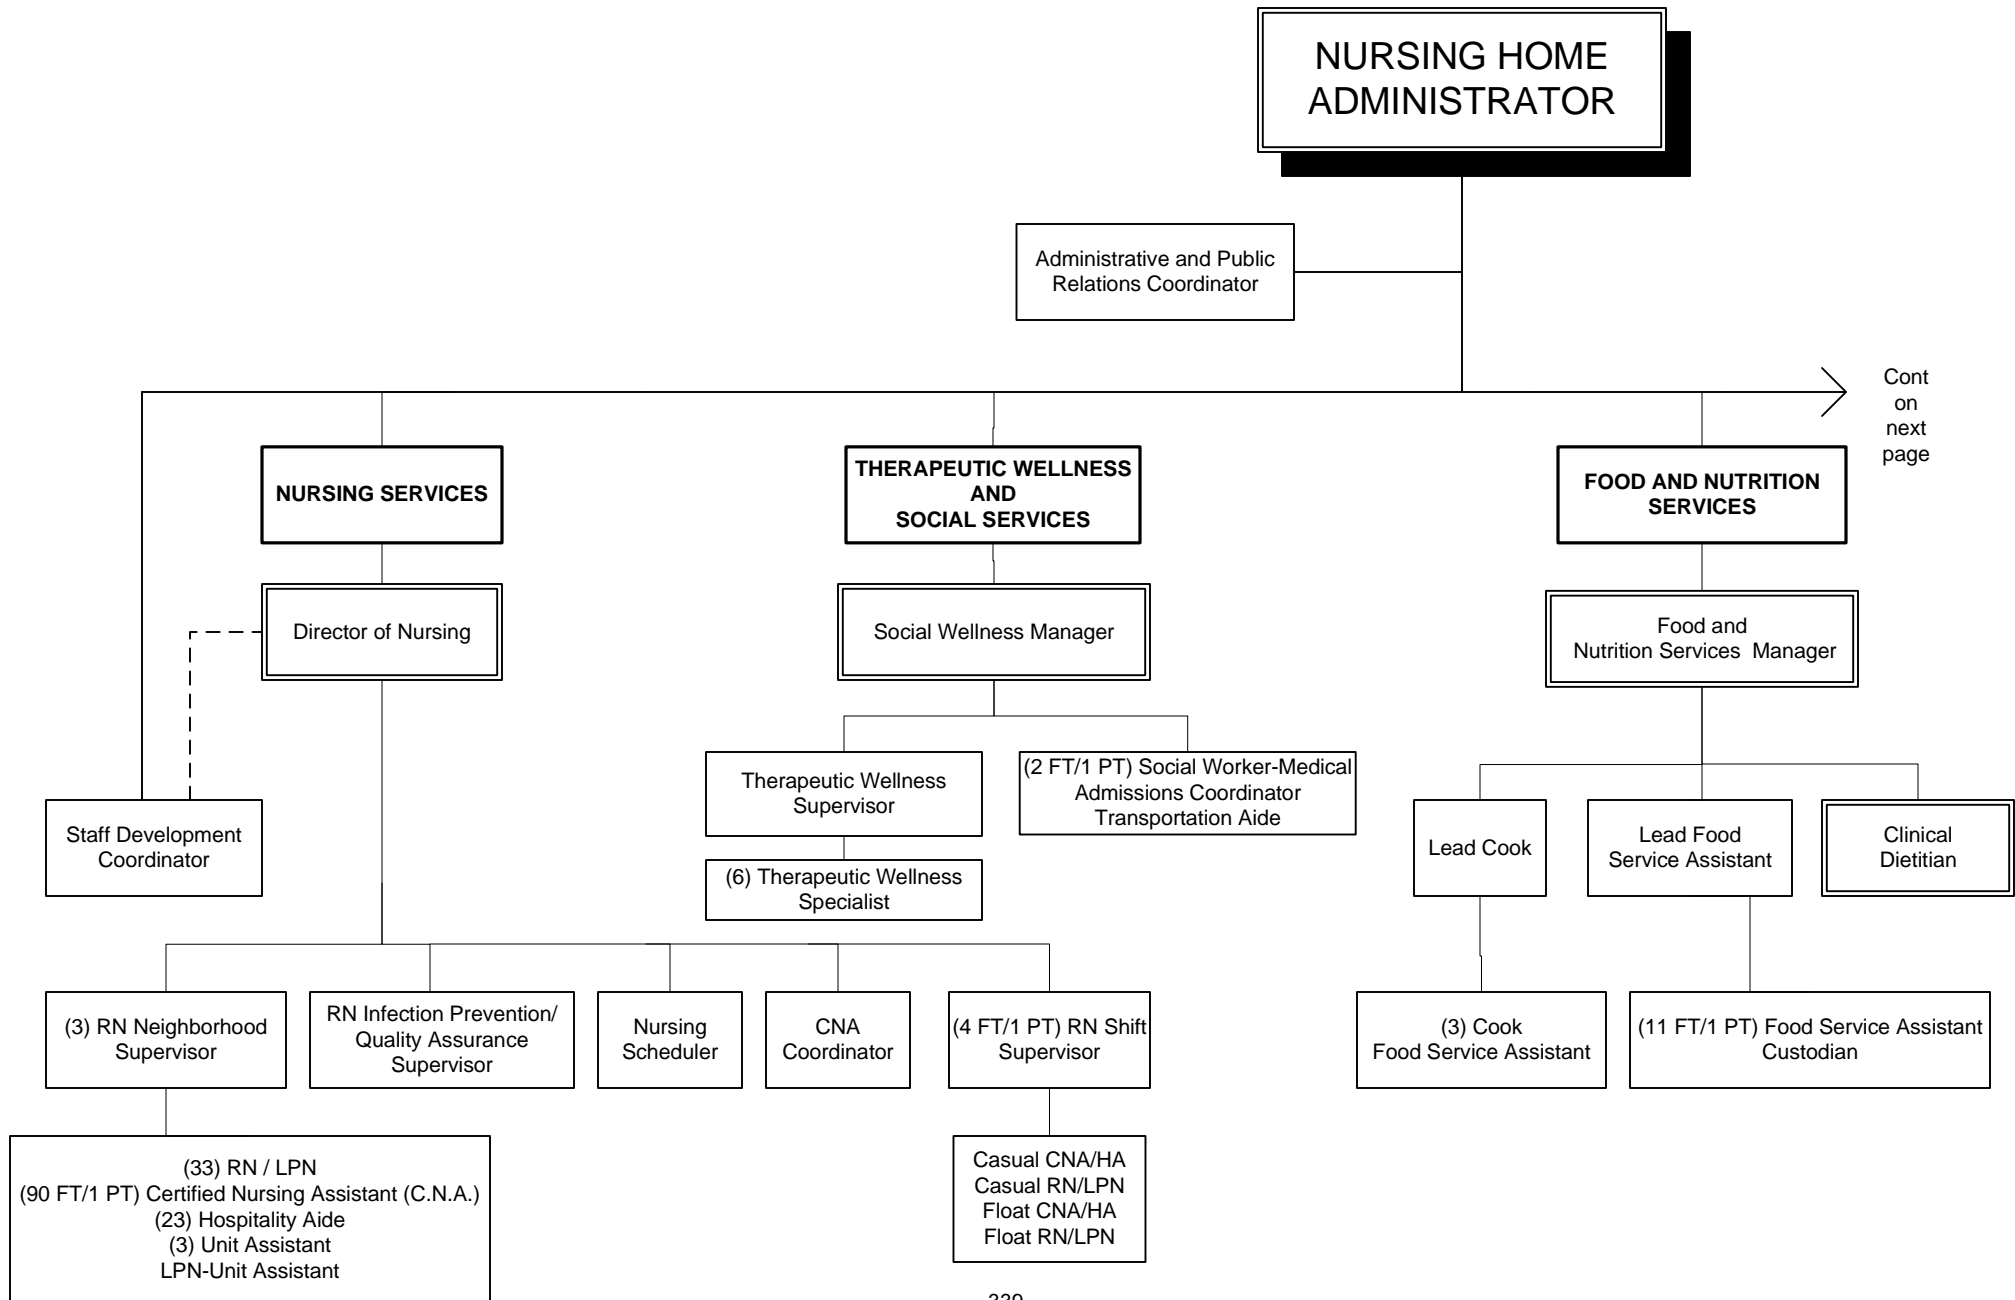 NURSING HOME
ADMINISTRATOR
Administrative and Public
Relations Coordinator
Cont
on
next
page
NURSING SERVICES
THERAPEUTIC WELLNESS
AND
SOCIAL SERVICES
FOOD AND NUTRITION
SERVICES
Director of Nursing
Social Wellness Manager
Food and
Nutrition Services Manager
Staff Development
Coordinator
Therapeutic Wellness
Supervisor
(2 FT/1 PT) Social Worker-Medical
Admissions Coordinator
Transportation Aide
(6) Therapeutic Wellness
Specialist
Lead Cook
Lead Food
Service Assistant
Clinical
Dietitian
(3) RN Neighborhood
Supervisor
RN Infection Prevention/
Quality Assurance
Supervisor
Nursing
Scheduler
CNA
Coordinator
(4 FT/1 PT) RN Shift
Supervisor
(3) Cook
Food Service Assistant
(11 FT/1 PT) Food Service Assistant
Custodian
(33) RN / LPN
(90 FT/1 PT) Certified Nursing Assistant (C.N.A.)
(23) Hospitality Aide
(3) Unit Assistant
LPN-Unit Assistant
Casual CNA/HA
Casual RN/LPN
Float CNA/HA
Float RN/LPN